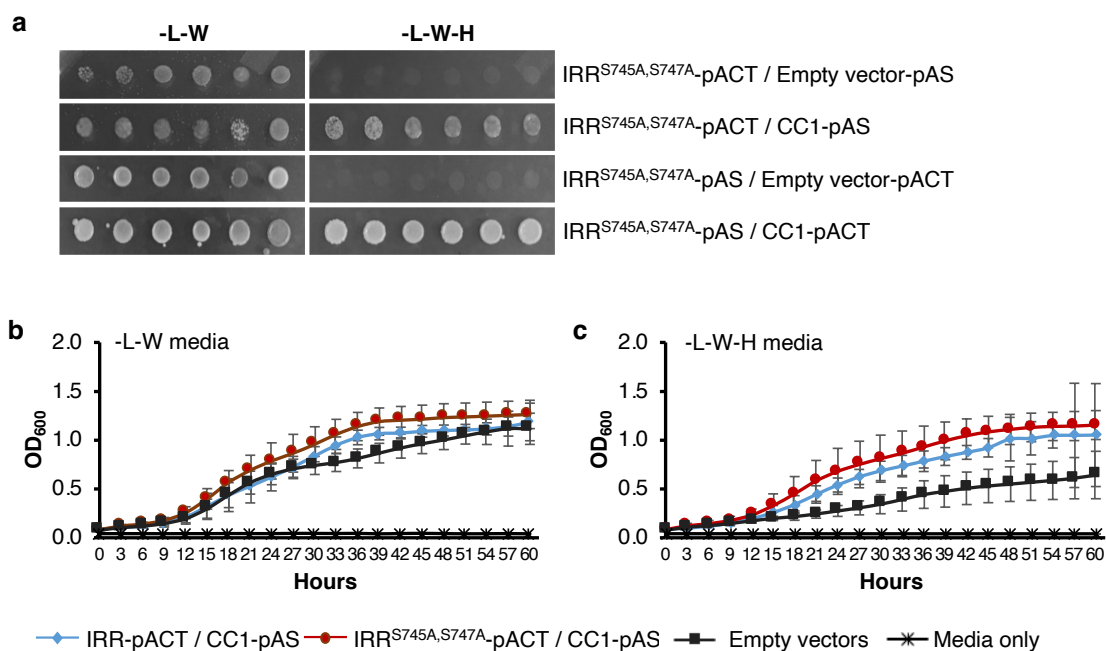 a
-L-W
-L-W-H
IRR^S745A,S747A-pACT / Empty vector-pAS
IRR^S745A,S747A-pACT / CC1-pAS
IRR^S745A,S747A-pAS / Empty vector-pACT
IRR^S745A,S747A-pAS / CC1-pACT
b
-L-W media
2.0
1.5
1.0
0.5
0.0
OD600
0 3 6 9 12 15 18 21 24 27 30 33 36 39 42 45 48 51 54 57 60
Hours
c
-L-W-H media
2.0
1.5
1.0
0.5
0.0
OD600
0 3 6 9 12 15 18 21 24 27 30 33 36 39 42 45 48 51 54 57 60
Hours
IRR-pACT / CC1-pAS IRR^S745A,S747A-pACT / CC1-pAS Empty vectors Media only